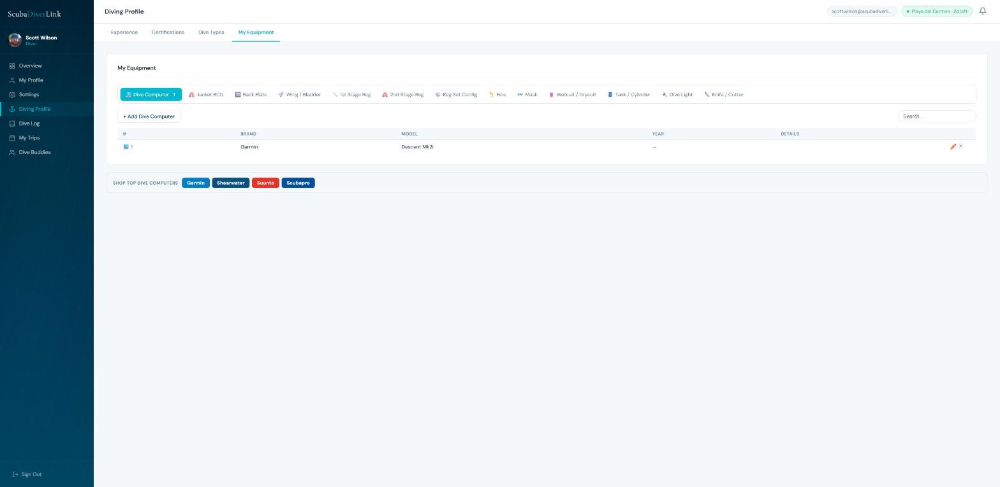 ScubaDiverLink
Diving Profile
scott.wilson@scubadiverli...
Playa del Carmen · 2d left
Scott Wilson
Diver
Experience
Certifications
Dive Types
My Equipment
Overview
My Profile
Settings
Diving Profile
Dive Log
My Trips
Dive Buddies
Sign Out
My Equipment
Dive Computer 1
Jacket BCD
Back Plate
Wing / Bladder
1st Stage Reg
2nd Stage Reg
Reg Set Config
Fins
Mask
Wetsuit / Drysuit
Tank / Cylinder
Dive Light
Knife / Cutter
+ Add Dive Computer
Search...
# BRAND MODEL YEAR DETAILS
1 Garmin Descent Mk2i —
SHOP TOP DIVE COMPUTERS Garmin Shearwater Suunto Scubapro